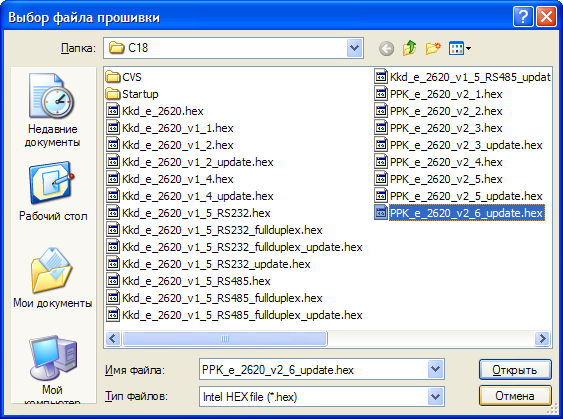 Выбор файла прошивки
Папка:
C18
Недавние
документы
Рабочий стол
Мои документы
Мой
компьютер
CVS
Startup
Kkd_e_2620.hex
Kkd_e_2620_v1_1.hex
Kkd_e_2620_v1_2.hex
Kkd_e_2620_v1_2_update.hex
Kkd_e_2620_v1_4.hex
Kkd_e_2620_v1_4_update.hex
Kkd_e_2620_v1_5_RS232.hex
Kkd_e_2620_v1_5_RS232_fullduplex.hex
Kkd_e_2620_v1_5_RS232_fullduplex_update.hex
Kkd_e_2620_v1_5_RS232_update.hex
Kkd_e_2620_v1_5_RS485.hex
Kkd_e_2620_v1_5_RS485_fullduplex.hex
Kkd_e_2620_v1_5_RS485_fullduplex_update.hex
Kkd_e_2620_v1_5_RS485_updat
PPK_e_2620_v2_1.hex
PPK_e_2620_v2_2.hex
PPK_e_2620_v2_3.hex
PPK_e_2620_v2_3_update.hex
PPK_e_2620_v2_4.hex
PPK_e_2620_v2_5.hex
PPK_e_2620_v2_5_update.hex
PPK_e_2620_v2_6_update.hex
Имя файла:
PPK_e_2620_v2_6_update.hex
Открыть
Тип файлов:
Intel HEX file (*.hex)
Отмена